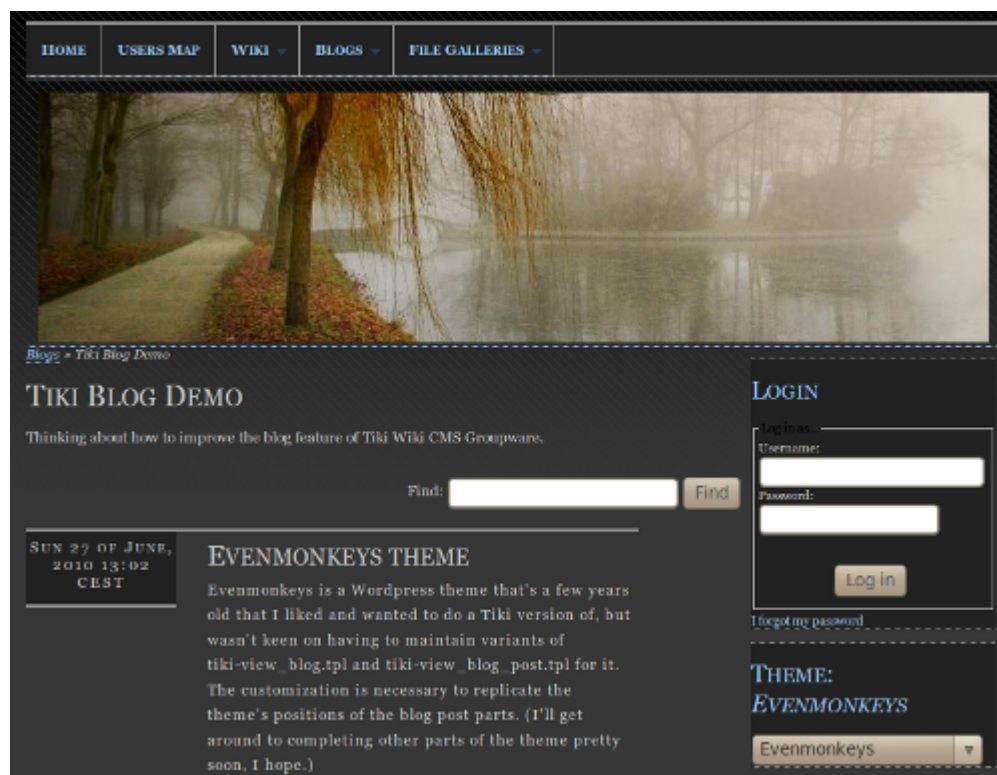 HOME USERS MAP WIKI BLOGS FILE GALLERIES
Blogs » Tiki Blog Demo
TIKI BLOG DEMO
Thinking about how to improve the blog feature of Tiki Wiki CMS Groupware.
Find: Find
SUN 27 OF JUNE,
2010 13:02
CEST
EVENMONKEYS THEME
Evenmonkeys is a Wordpress theme that's a few years
old that I liked and wanted to do a Tiki version of, but
wasn't keen on having to maintain variants of
tiki-view_blog.tpl and tiki-view_blog_post.tpl for it.
The customization is necessary to replicate the
theme's positions of the blog post parts. (I'll get
around to completing other parts of the theme pretty
soon, I hope.)
LOGIN
Log in as...
Username:
Password:
Log in
I forgot my password
THEME:
EVENMONKEYS
Evenmonkeys